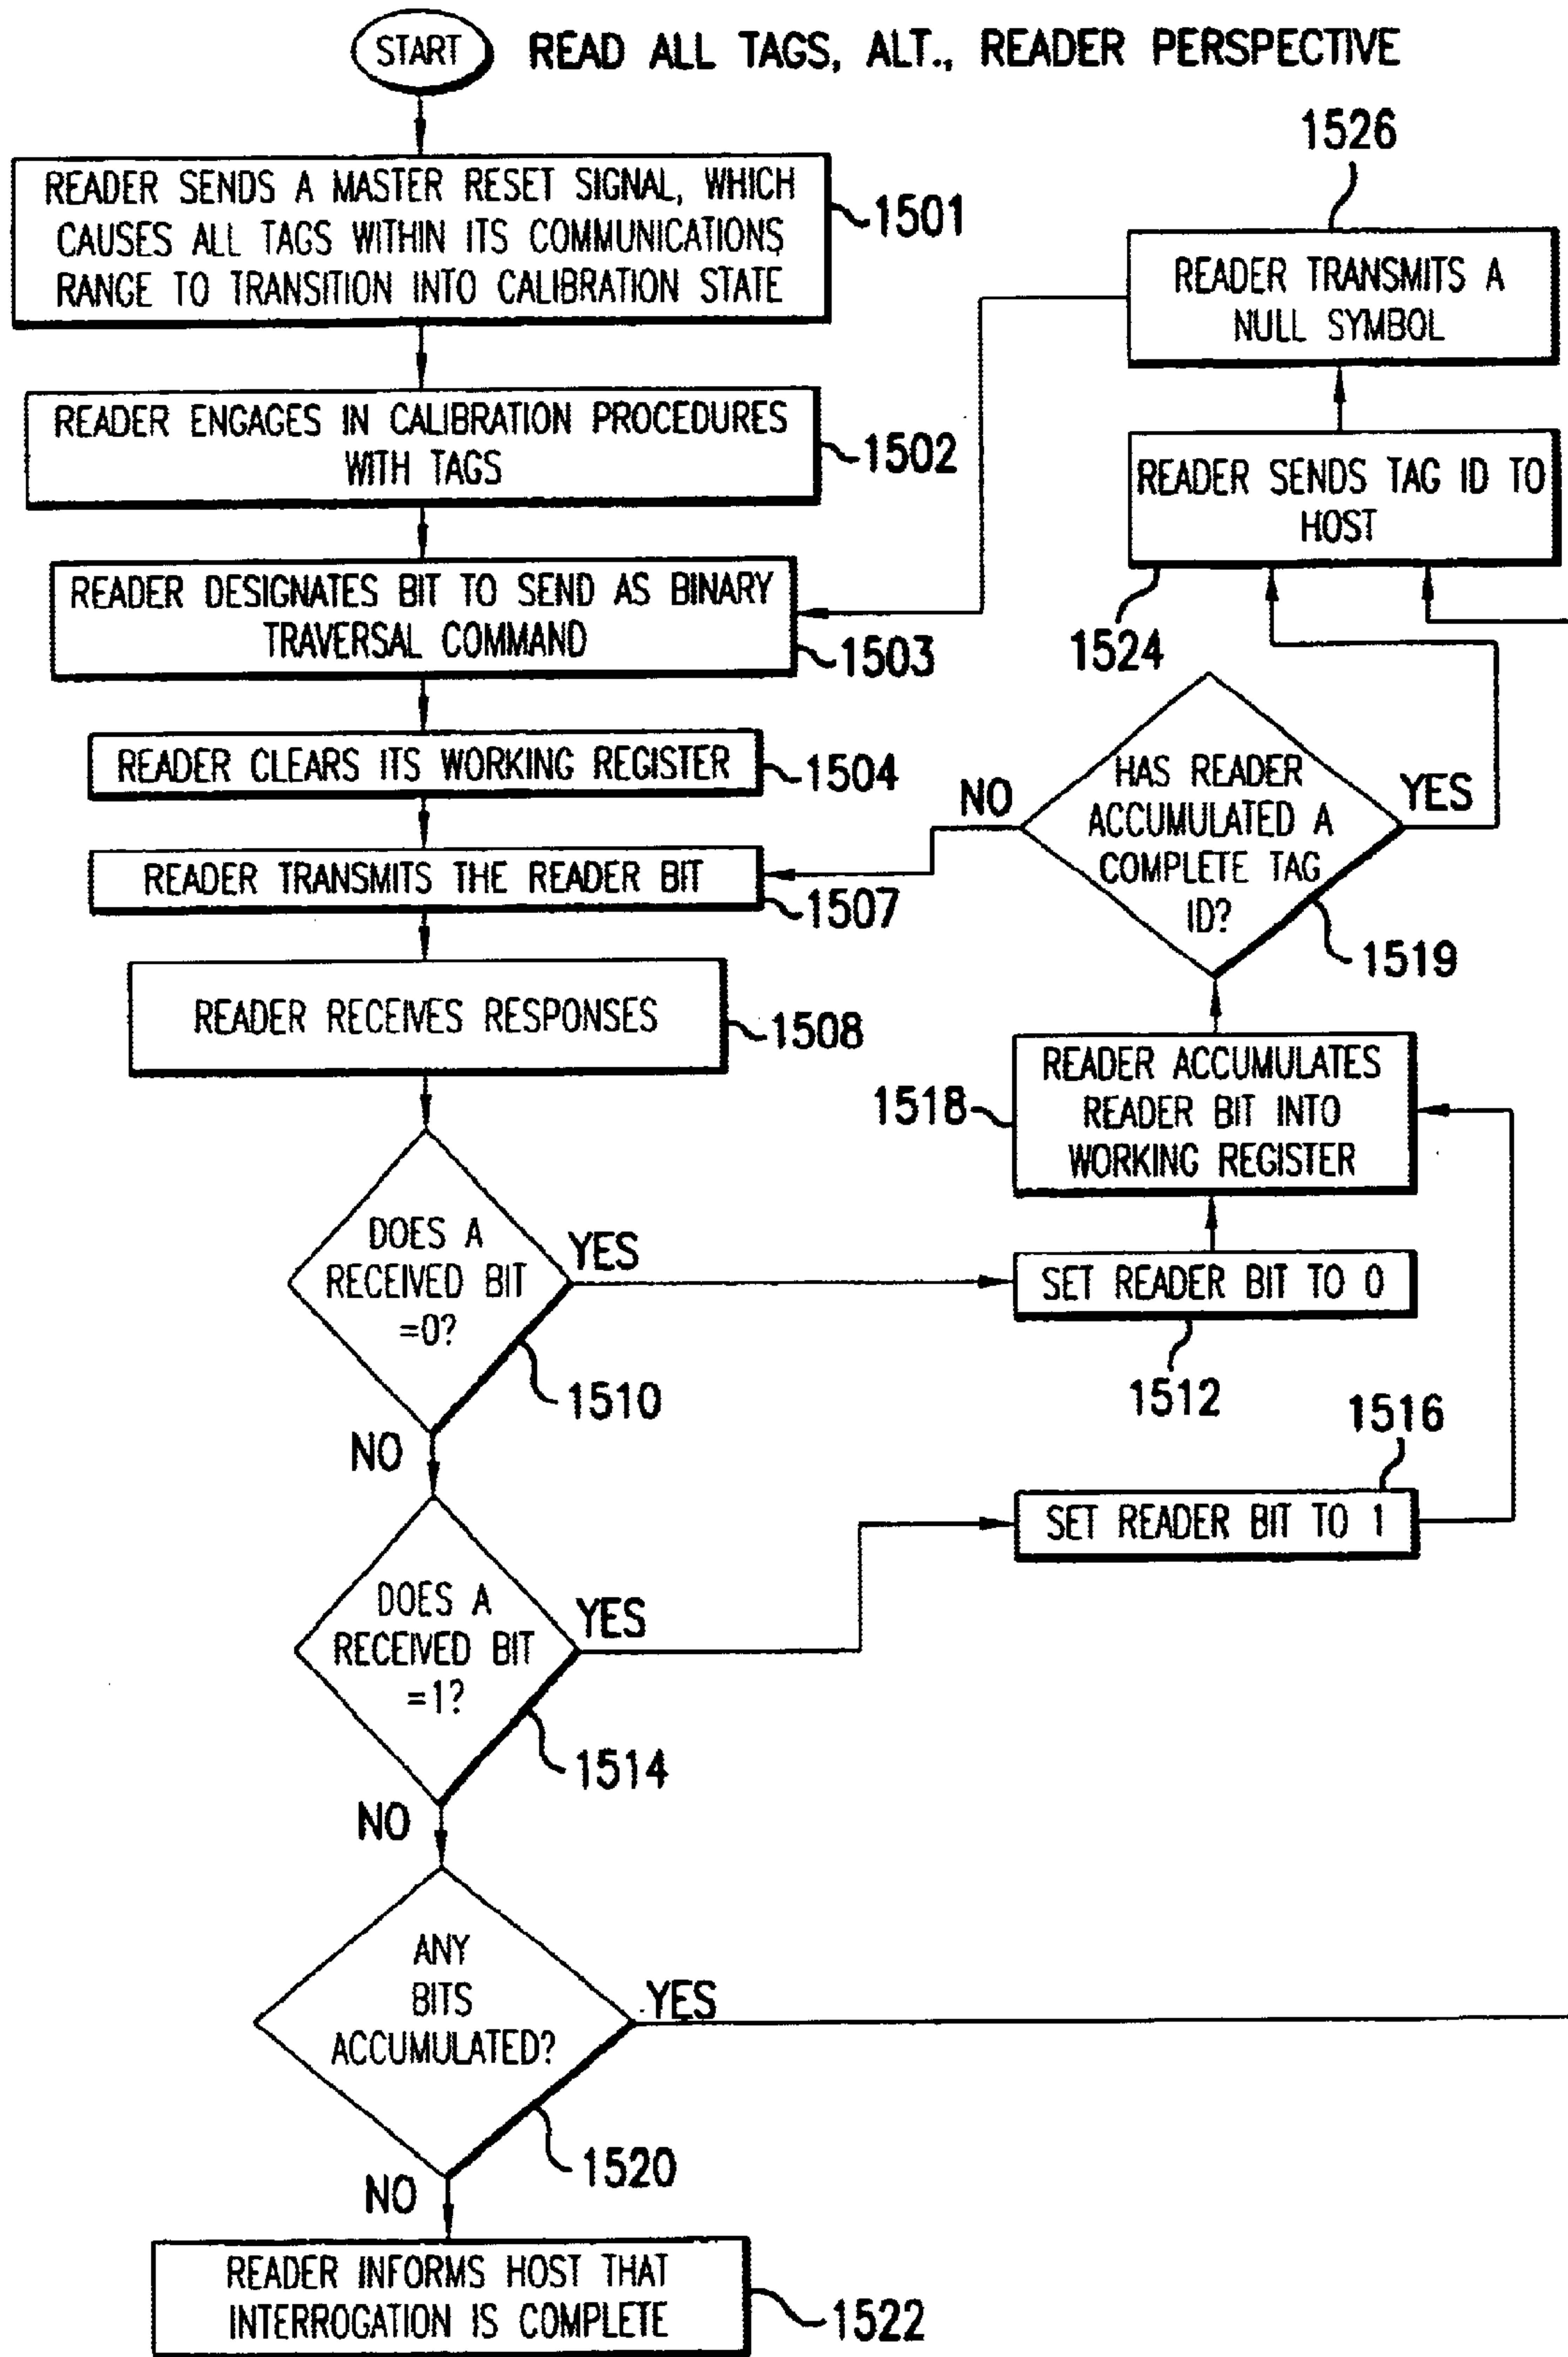 START
READ ALL TAGS, ALT., READER PERSPECTIVE
READER SENDS A MASTER RESET SIGNAL, WHICH
CAUSES ALL TAGS WITHIN ITS COMMUNICATIONS
RANGE TO TRANSITION INTO CALIBRATION STATE
1501
READER ENGAGES IN CALIBRATION PROCEDURES
WITH TAGS
1502
READER DESIGNATES BIT TO SEND AS BINARY
TRAVERSAL COMMAND
1503
READER CLEARS ITS WORKING REGISTER
1504
READER TRANSMITS THE READER BIT
1507
READER RECEIVES RESPONSES
1508
DOES A
RECEIVED BIT
=0?
YES
1510
NO
DOES A
RECEIVED BIT
=1?
YES
1514
NO
ANY
BITS
ACCUMULATED?
YES
1520
NO
READER INFORMS HOST THAT
INTERROGATION IS COMPLETE
1522
1526
READER TRANSMITS A
NULL SYMBOL
READER SENDS TAG ID TO
HOST
1524
HAS READER
ACCUMULATED A
COMPLETE TAG
ID?
NO
YES
1519
READER ACCUMULATES
READER BIT INTO
WORKING REGISTER
1518
SET READER BIT TO 0
1512
1516
SET READER BIT TO 1